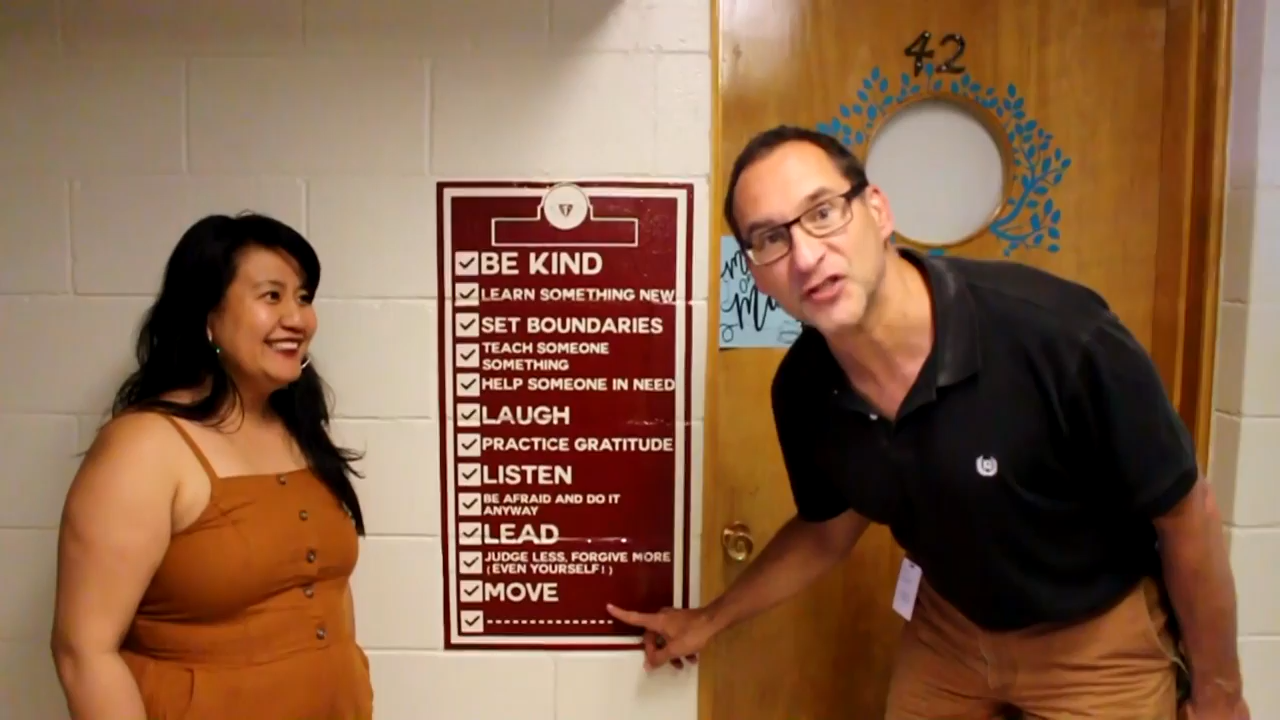 42
BE KIND
LEARN SOMETHING NEW
SET BOUNDARIES
TEACH SOMEONE
SOMETHING
HELP SOMEONE IN NEED
LAUGH
PRACTICE GRATITUDE
LISTEN
BE AFRAID AND DO IT
ANYWAY
LEAD
JUDGE LESS, FORGIVE MORE
(EVEN YOURSELF!)
MOVE